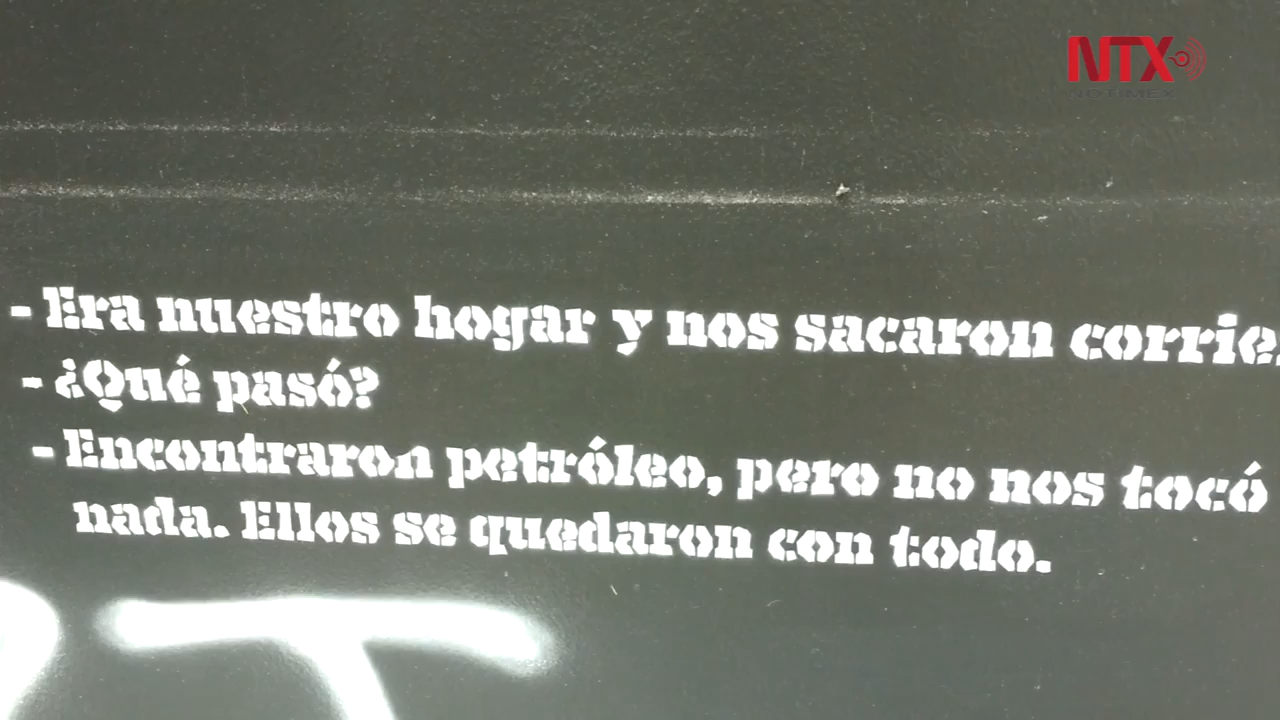 NTX
NOTIMEX
- Era nuestro hogar y nos sacaron
- ¿Qué pasó?
- Encontraron petróleo, pero no nos tocó
nada. Ellos se quedaron con todo.